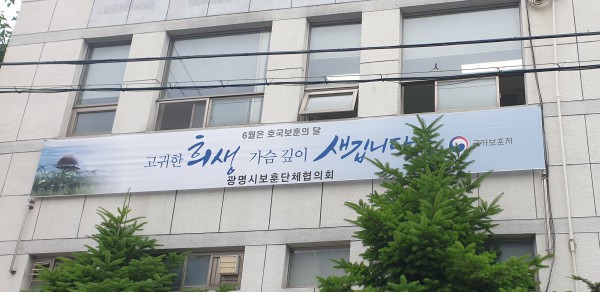 6월은 호국보훈의 달
고귀한 희생 가슴 깊이 새깁니다
국가보훈처
광명시보훈단체협의회